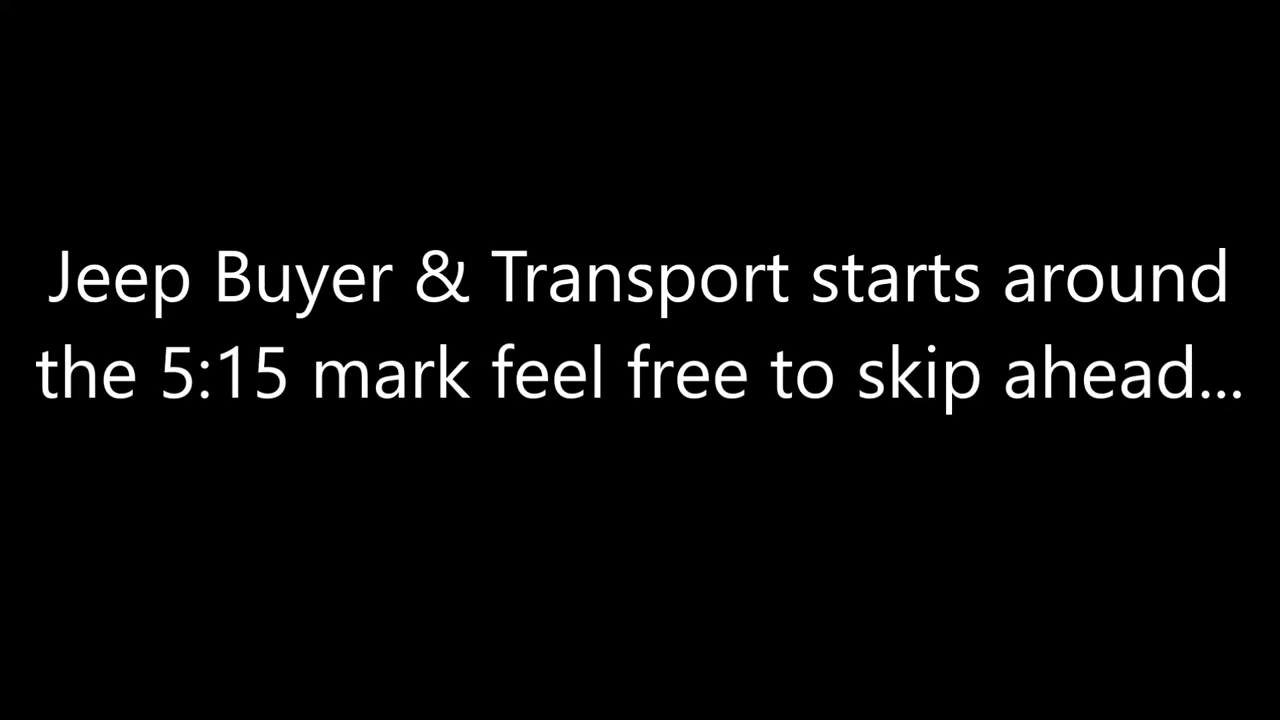 Jeep Buyer & Transport starts around
the 5:15 mark feel free to skip ahead...